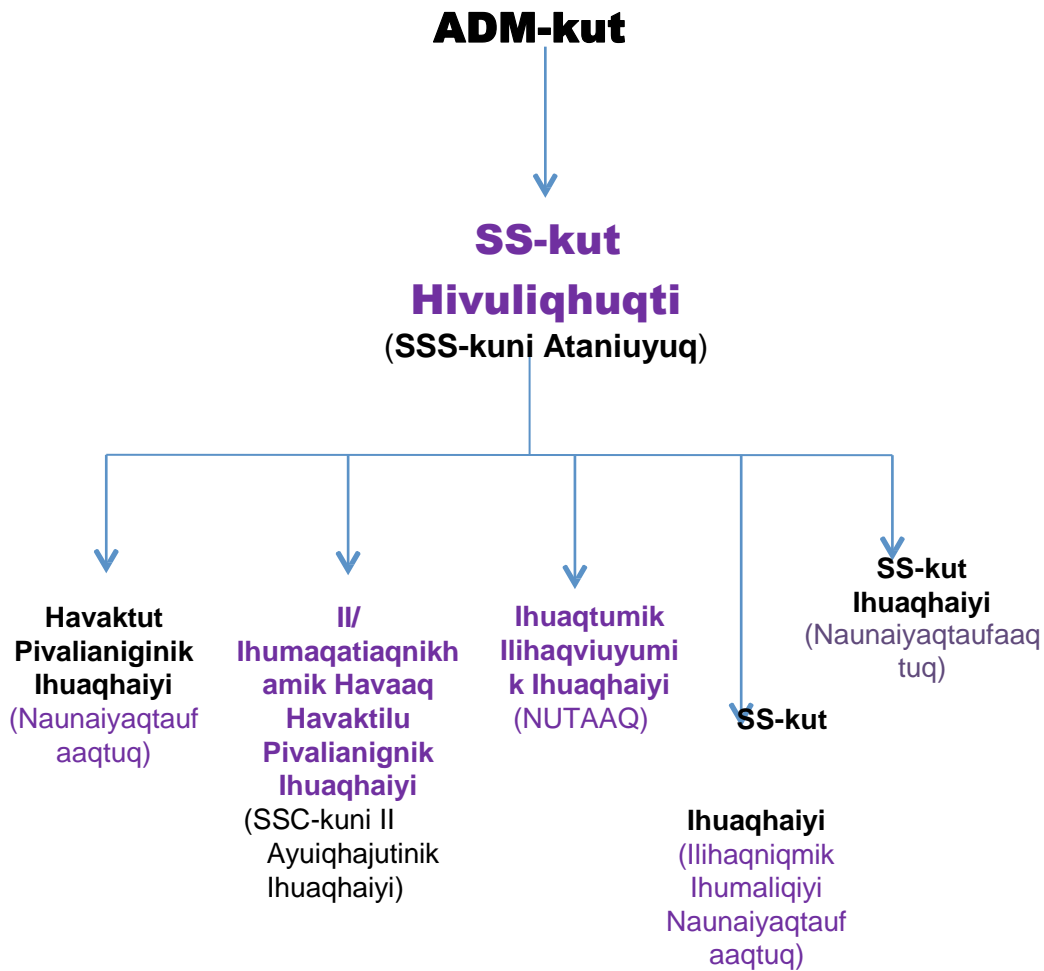 ADM-kut
SS-kut
Hivuliqhuqti
(SSS-kuni Ataniuyuq)
Havaktut
Pivalianiginik
Ihuaqhaiyi
(Naunaiyaqtauf
aaqtuq)
II/
Ihumaqatiaqnikh
amik Havaaq
Havaktilu
Pivalianignik
Ihuaqhaiyi
(SSC-kuni II
Ayuiqhajutinik
Ihuaqhaiyi)
Ihuaqtumik
Ilihaqviuyumi
k Ihuaqhaiyi
(NUTAAQ)
SS-kut
Ihuaqhaiyi
(Ilihaqniqmik
Ihumaliqiyi
Naunaiyaqtauf
aaqtuq)
SS-kut
Ihuaqhaiyi
(Naunaiyaqtaufaaq
tuq)